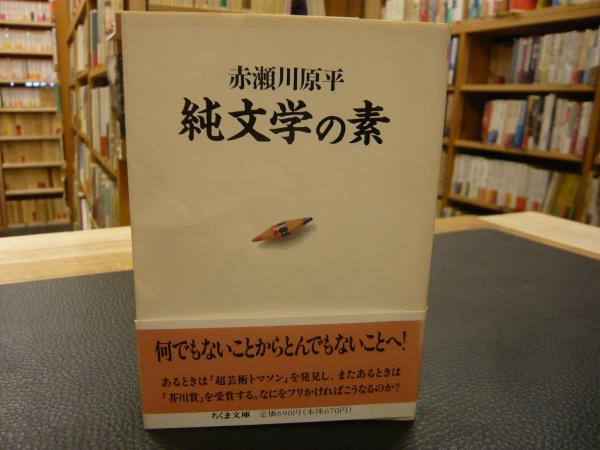 赤瀬川原平
純文学の素
何でもないことからとんでもないことへ!
あるときは「超芸術トマソン」を発見し、またあるときは
「芥川賞」を受賞する。なにをフリかければこうなるのか?
ちくま文庫 定価690円(本体670円)